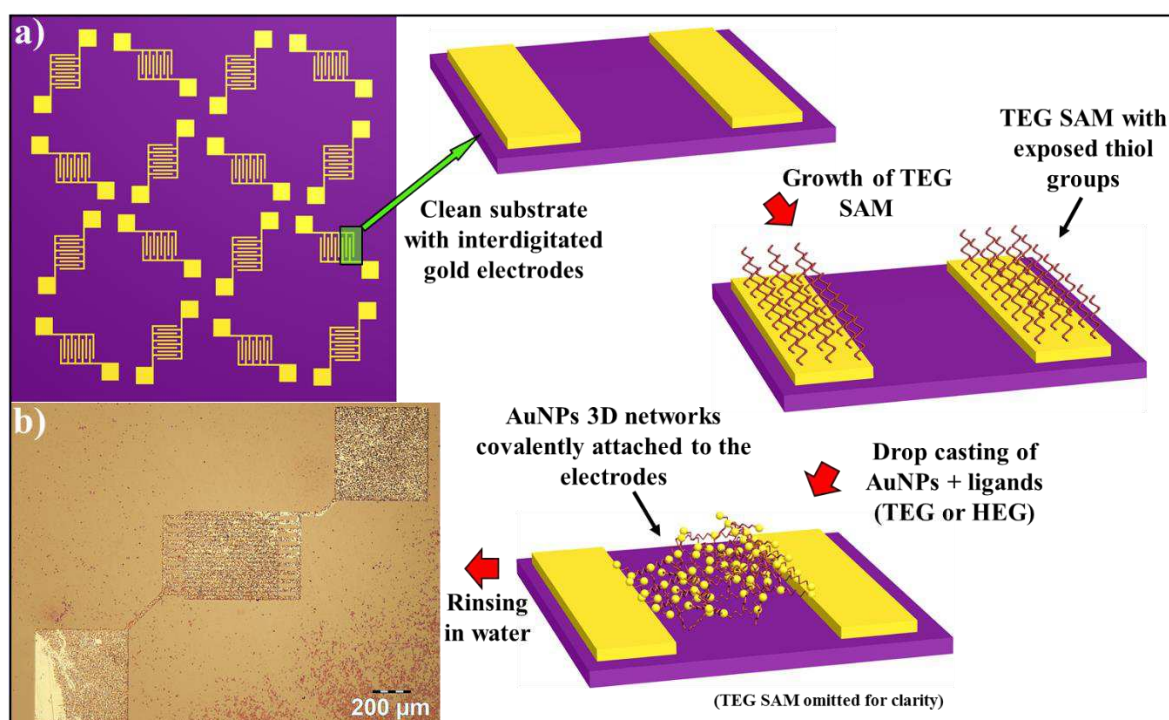 a)
Clean substrate
with interdigitated
gold electrodes
Growth of TEG
SAM
TEG SAM with
exposed thiol
groups
Drop casting of
AuNPs + ligands
(TEG or HEG)
AuNPs 3D networks
covalently attached to the
electrodes
(TEG SAM omitted for clarity)
Rinsing
in water
b)
200 µm